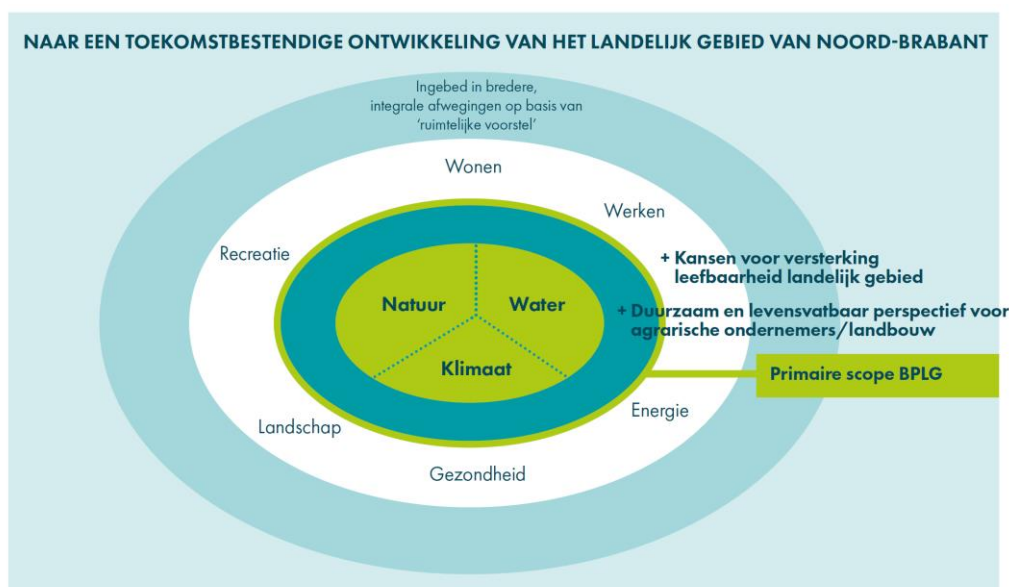 NAAR EEN TOEKOMSTBESTENDIGE ONTWIKKELING VAN HET LANDELIJK GEBIED VAN NOORD-BRABANT
Ingebed in bredere,
integrale afwegingen op basis van
‘ruimtelijke voorstel’
Wonen
Werken
Recreatie
+ Kansen voor versterking
leefbaarheid landelijk gebied
Natuur
Water
+ Duurzaam en levensvatbaar perspectief voor
agrarische ondernemers/landbouw
Klimaat
Primaire scope BPLG
Energie
Landschap
Gezondheid